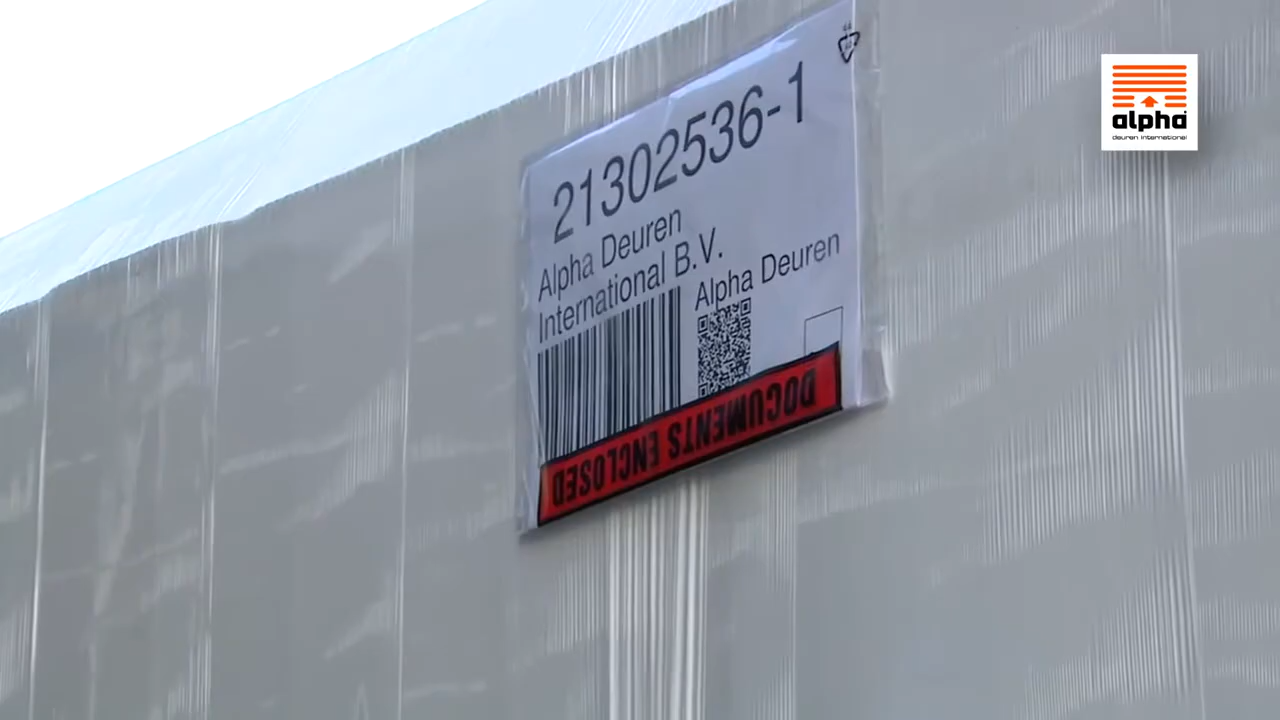 21302536-1
Alpha Deuren
International B.V.
Alpha Deuren
DOCUMENTS ENCLOSED
alpha
deuren international